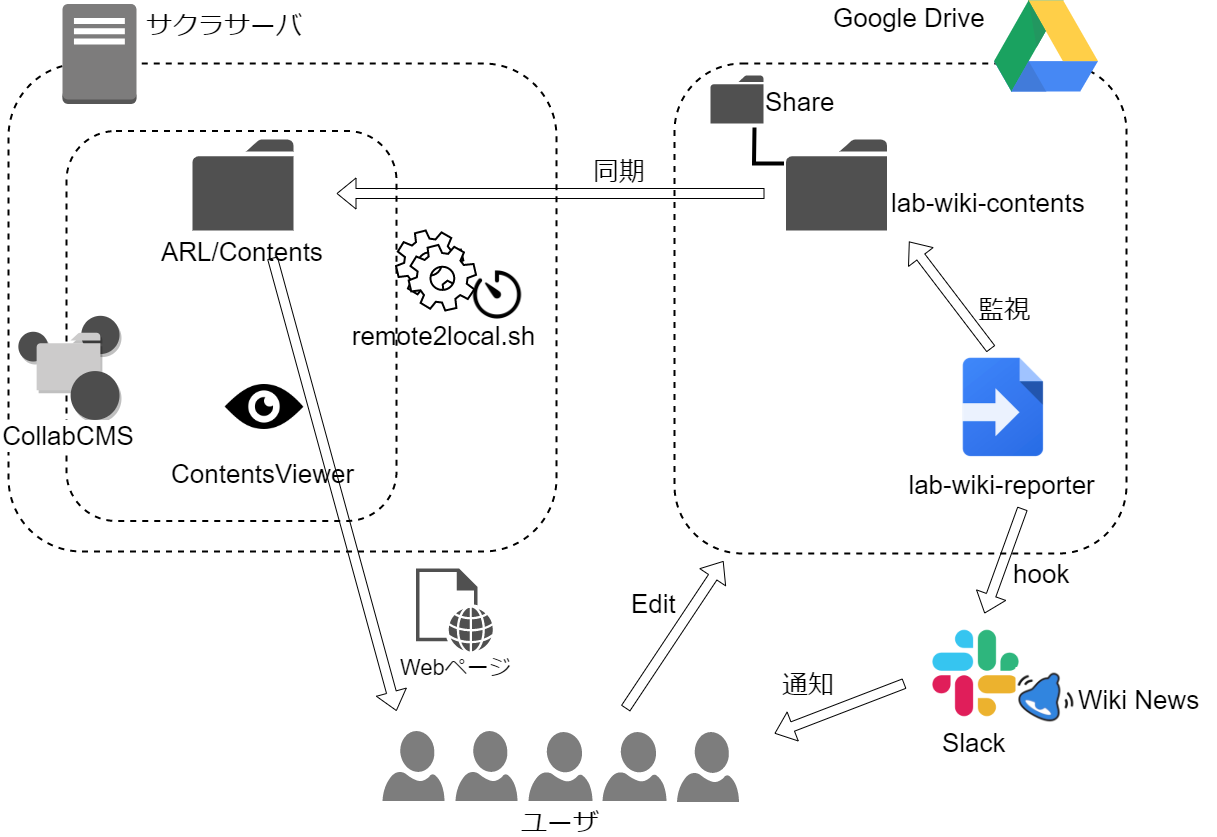 サクラサーバ
Google Drive
Share
同期
lab-wiki-contents
ARL/Contents
監視
remote2local.sh
CollabCMS
ContentsViewer
lab-wiki-reporter
hook
Edit
Webページ
通知
Wiki News
Slack
ユーザ